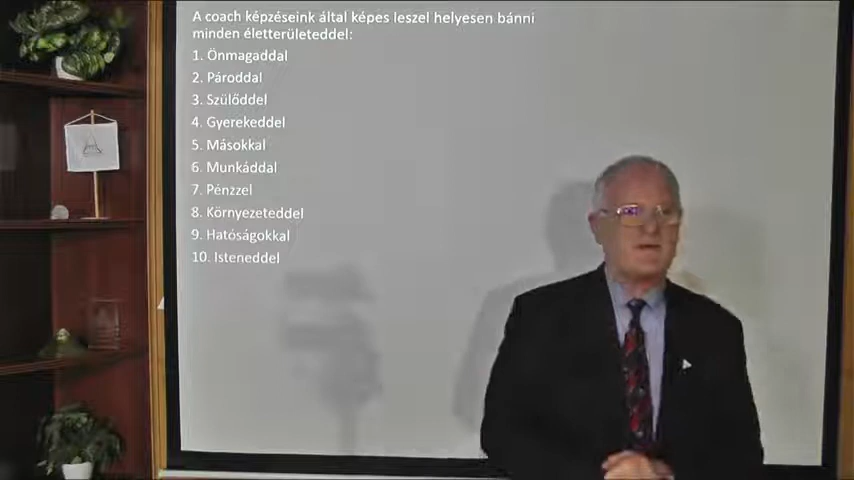 A coach képzéseink által képes leszel helyesen bánni
minden életterületeddel:
1. Önmagaddal
2. Pároddal
3. Szülőddel
4. Gyerekeddel
5. Másokkal
6. Munkáddal
7. Pénzzel
8. Környezeteddel
9. Hatóságokkal
10. Isteneddel